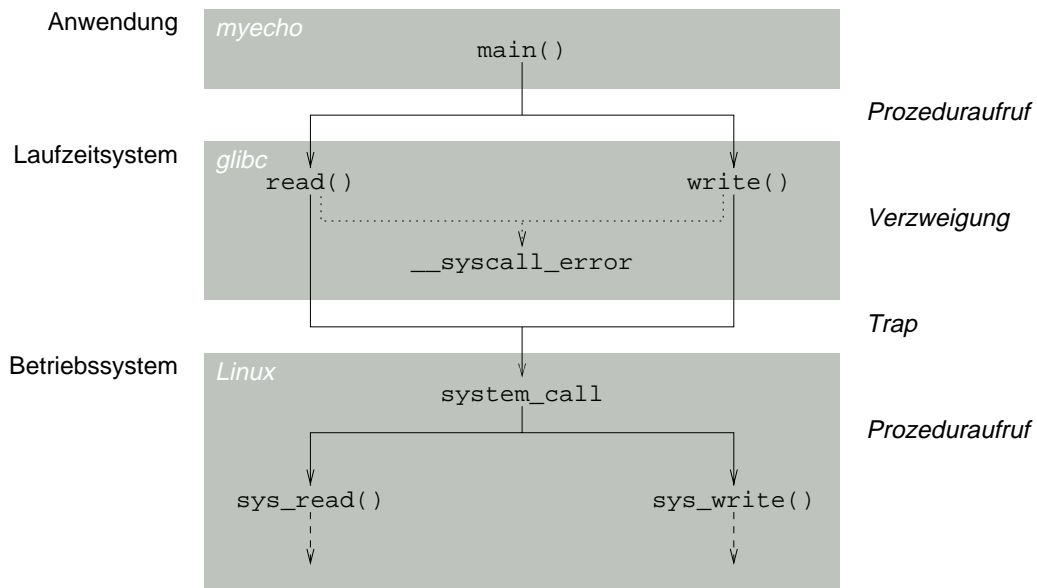 Anwendung
myecho
main()
Prozeduraufruf
Laufzeitsystem
glibc
read()
write()
Verzweigung
__syscall_error
Trap
Betriebssystem
Linux
system_call
Prozeduraufruf
sys_read()
sys_write()